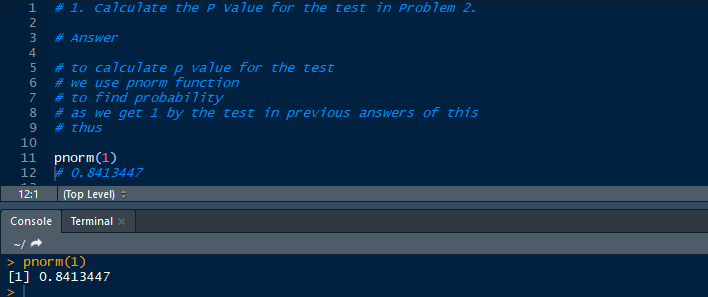 1 # 1. Calculate the P Value for the test in Problem 2.
2
3 # Answer
4
5 # to calculate p value for the test
6 # we use pnorm function
7 # to find probability
8 # as we get 1 by the test in previous answers of this
9 # thus
10
11 pnorm(1)
12 # 0.8413447
12:1 (Top Level)
Console Terminal
~/
> pnorm(1)
[1] 0.8413447
>